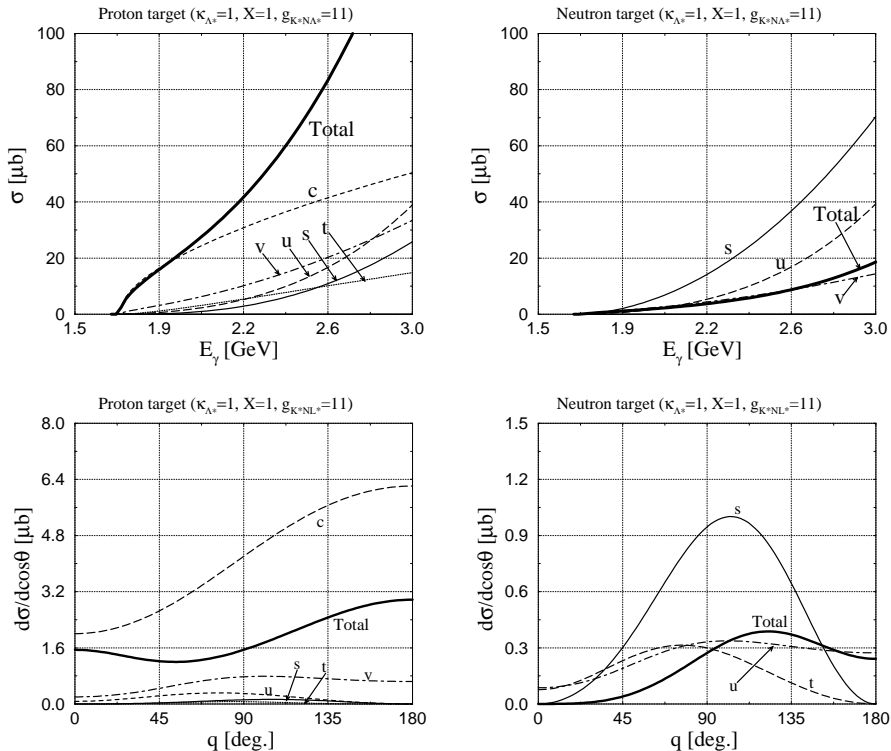 Proton target (κΛ*=1, X=1, gK*NΛ*=11)
100
80
60
40
20
0
σ [μb]
Total
c
v
u
s
t
1.5
1.9
2.2
2.6
3.0
Eγ [GeV]
Neutron target (κΛ*=1, X=1, gK*NΛ*=11)
100
80
60
40
20
0
σ [μb]
s
u
Total
v
1.5
1.9
2.2
2.6
3.0
Eγ [GeV]
Proton target (κΛ*=1, X=1, gK*NL*=11)
8.0
6.4
4.8
3.2
1.6
0.0
dσ/dcosθ [μb]
c
Total
v
s
t
u
0
45
90
135
180
q [deg.]
Neutron target (κΛ*=1, X=1, gK*NL*=11)
1.5
1.2
0.9
0.6
0.3
0.0
dσ/dcosθ [μb]
s
Total
u
t
0
45
90
135
180
q [deg.]